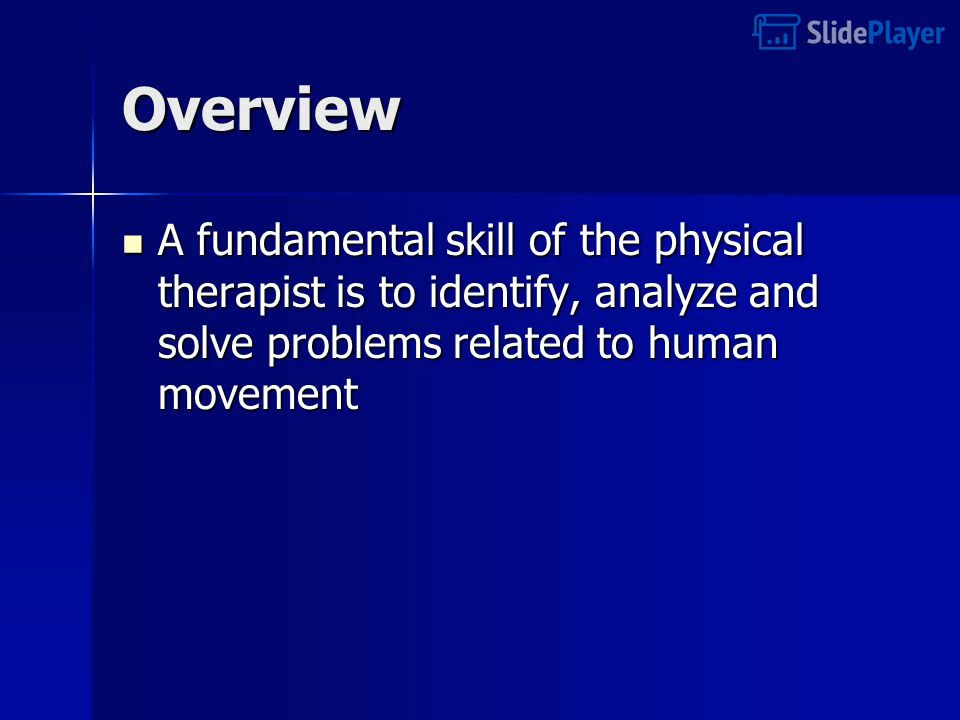 SlidePlayer
Overview
A fundamental skill of the physical
therapist is to identify, analyze and
solve problems related to human
movement